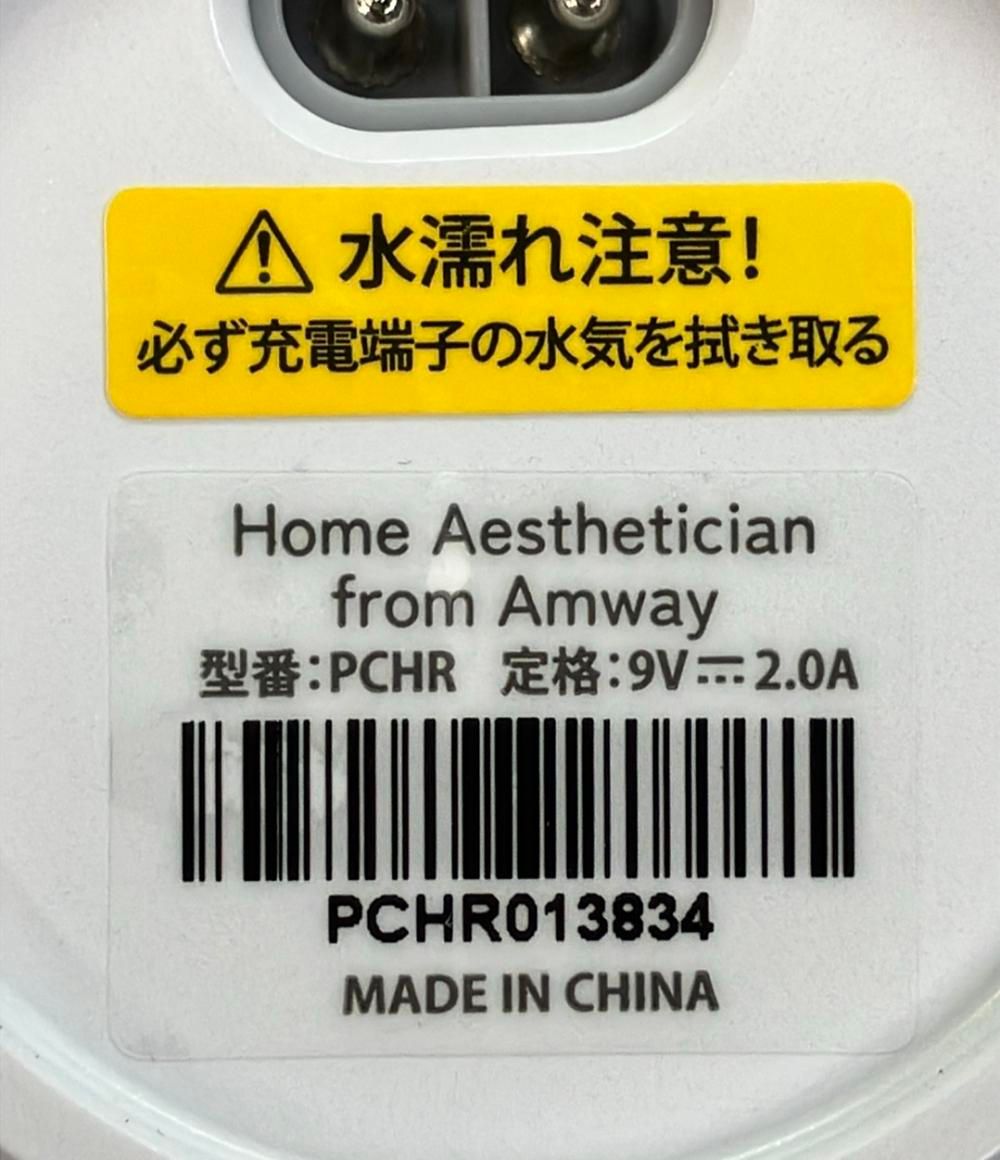 ⚠ 水濡れ注意!
必ず充電端子の水気を拭き取る
Home Aesthetician
from Amway
型番:PCHR 定格:9V⎓2.0A
PCHR013834
MADE IN CHINA